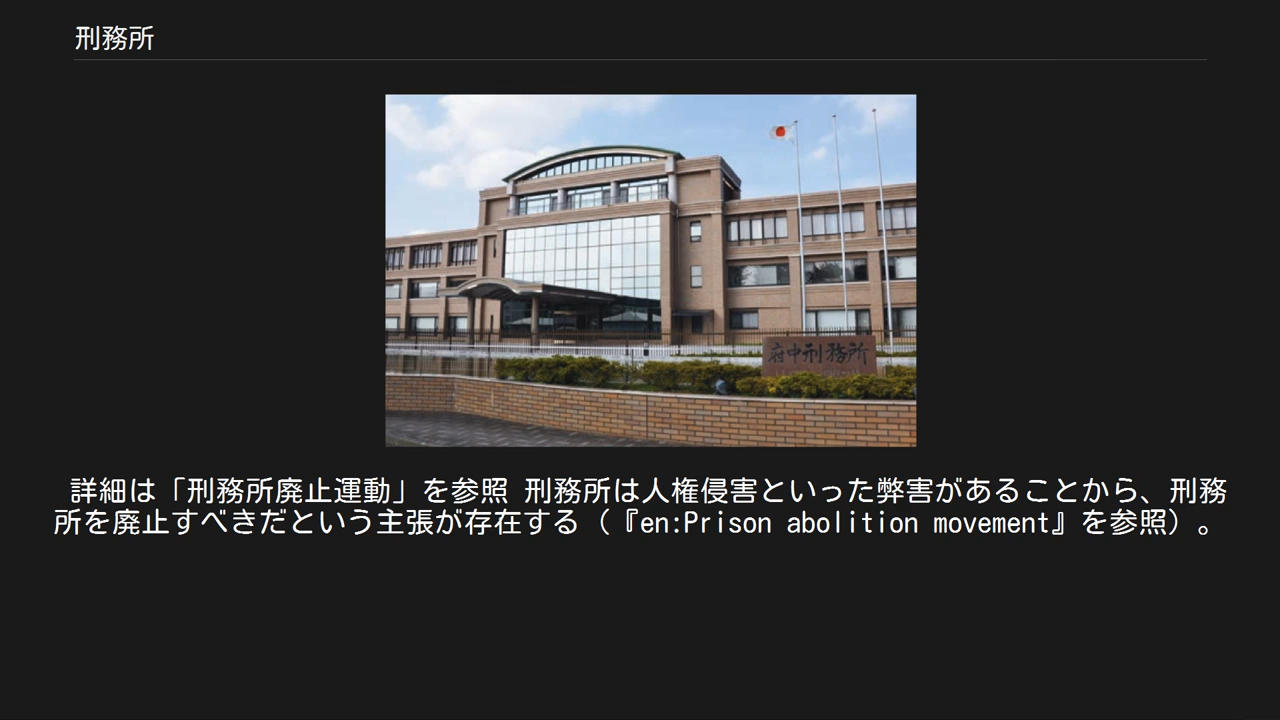 刑務所
府中刑務所
詳細は「刑務所廃止運動」を参照 刑務所は人権侵害といった弊害があることから、刑務
所を廃止すべきだという主張が存在する（『en:Prison abolition movement』を参照）。